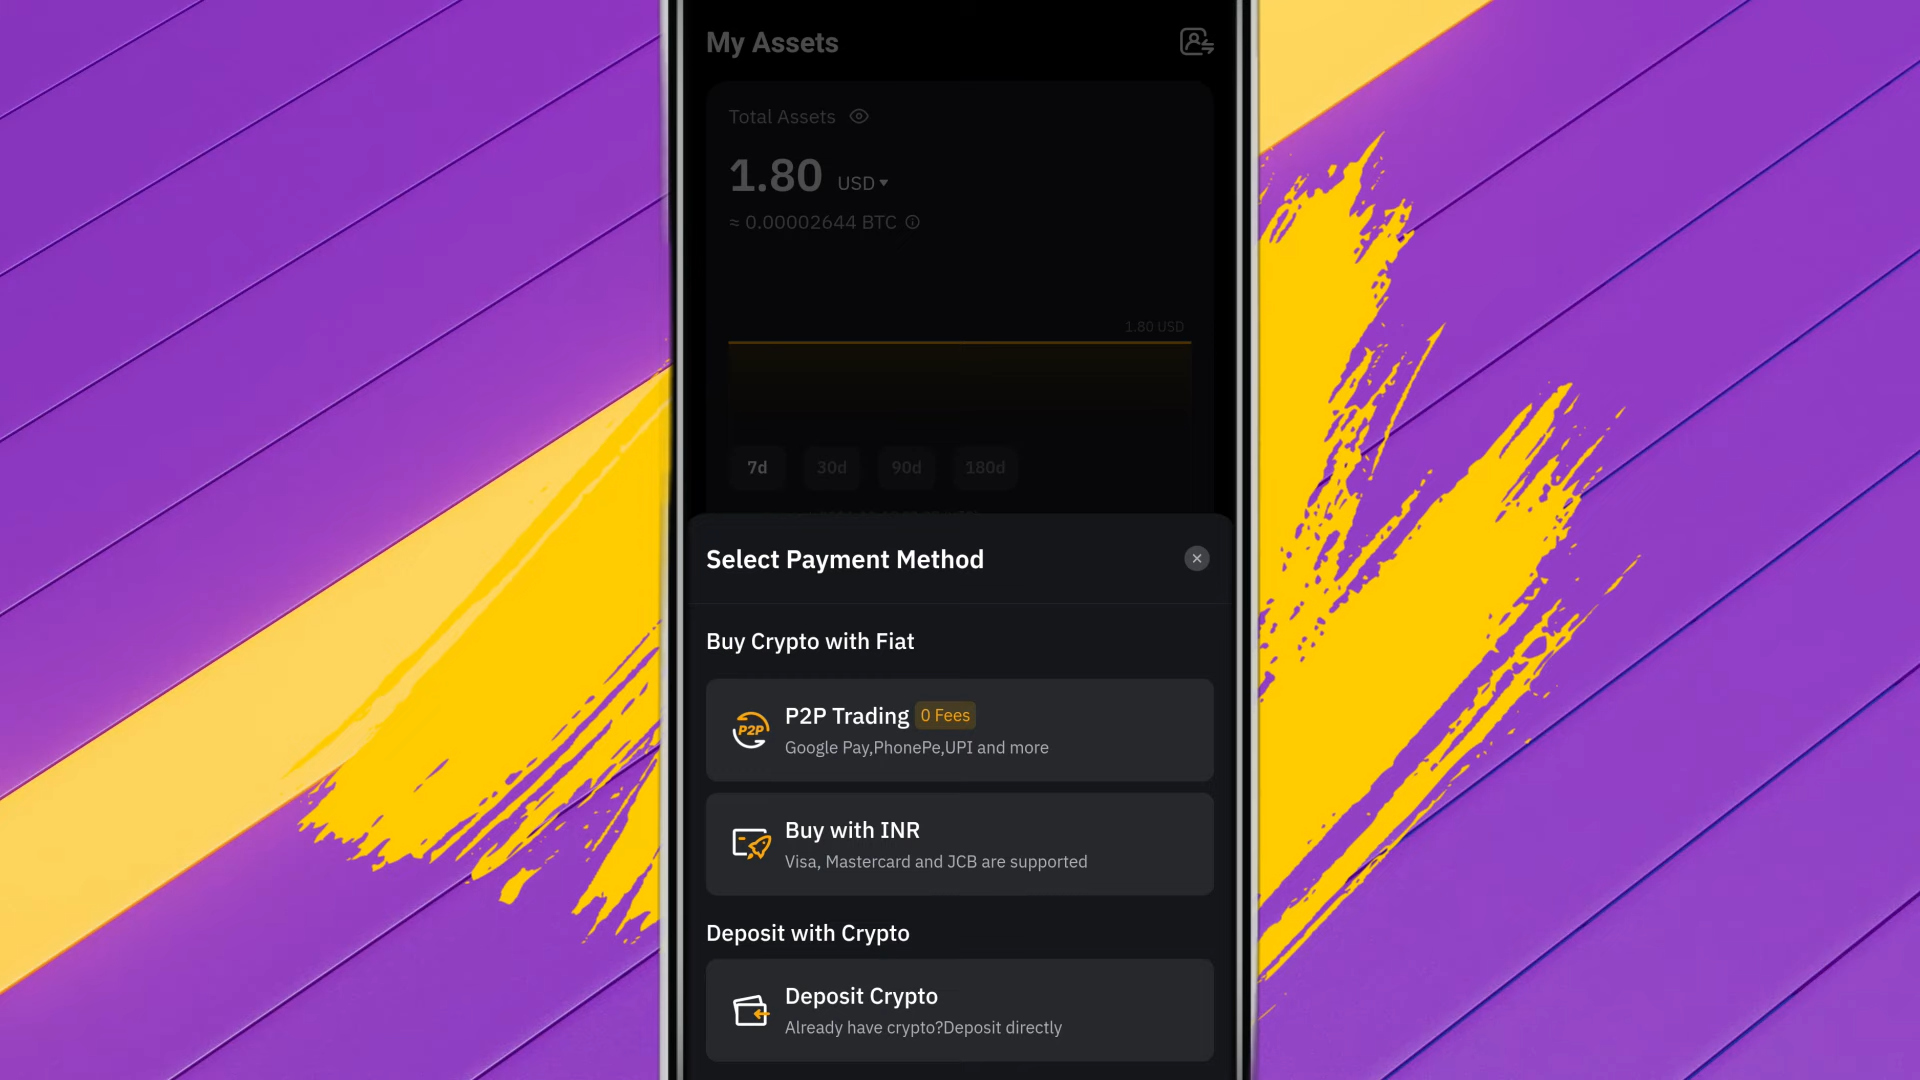 My Assets
Total Assets
1.80 USD
≈ 0.00002644 BTC
1.80 USD
7d 30d 90d 180d
Select Payment Method
Buy Crypto with Fiat
P2P
P2P Trading 0 Fees
Google Pay,PhonePe,UPI and more
Buy with INR
Visa, Mastercard and JCB are supported
Deposit with Crypto
Deposit Crypto
Already have crypto?Deposit directly